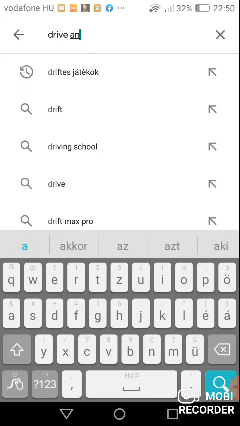 vodafone HU
32% 22:50
drive an
driftes játékok
drift
driving school
drive
drift max pro
a akkor az azt aki
q w e r t z u i o p ö
a s d f g h j k l é á
y x c v b n m ü
?123 , HU .
MOBI
RECORDER